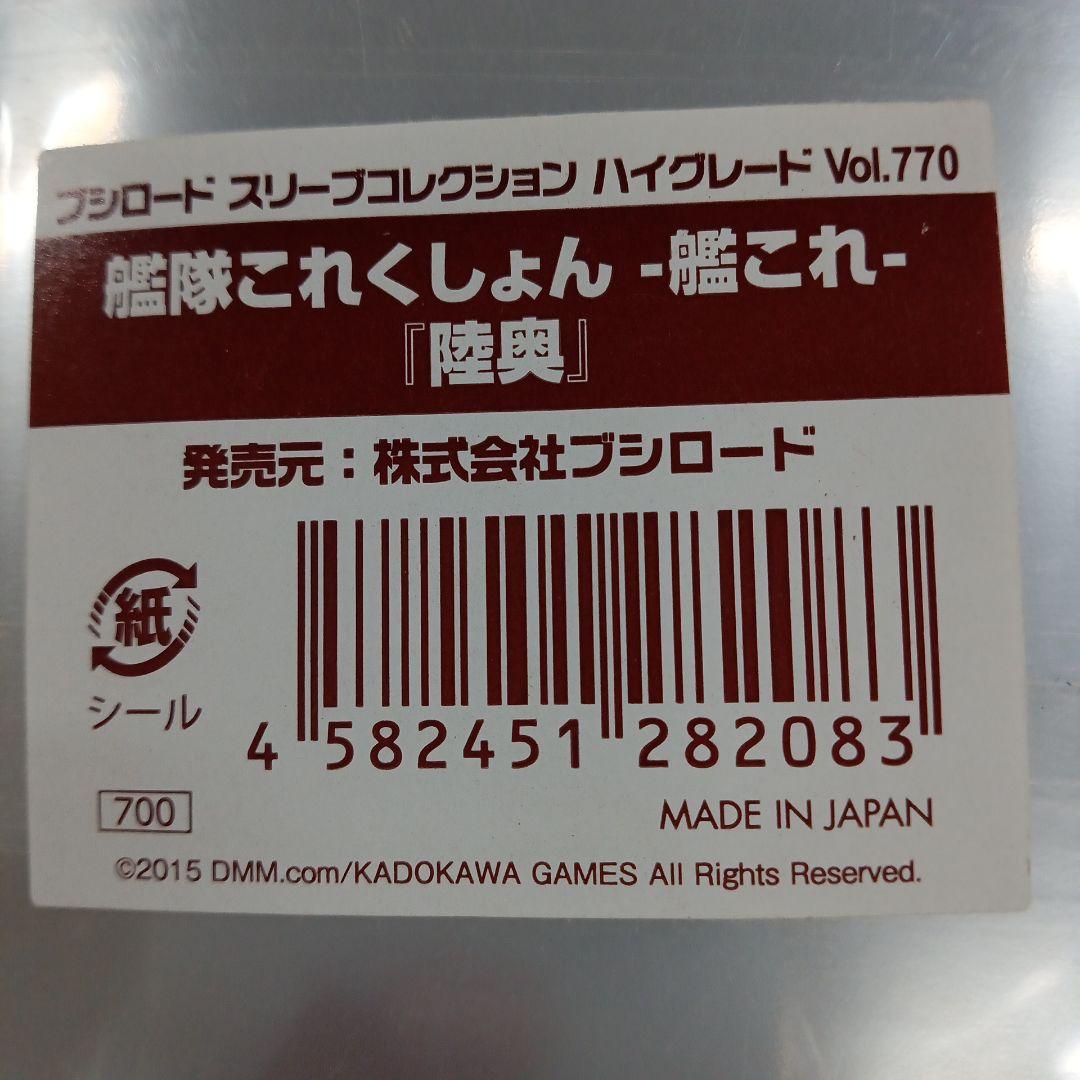 ブシロード スリーブコレクション ハイグレード Vol.770
艦隊これくしょん -艦これ-
『陸奥』
発売元：株式会社ブシロード
紙
シール
4 582451 282083
700
MADE IN JAPAN
©2015 DMM.com/KADOKAWA GAMES All Rights Reserved.